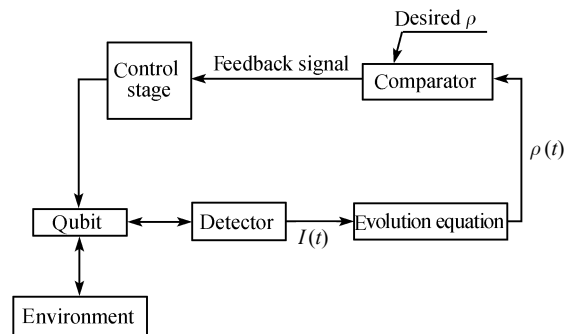 Desired ρ
Control
stage
Feedback signal
Comparator
ρ(t)
Qubit
Detector
I(t)
Evolution equation
Environment